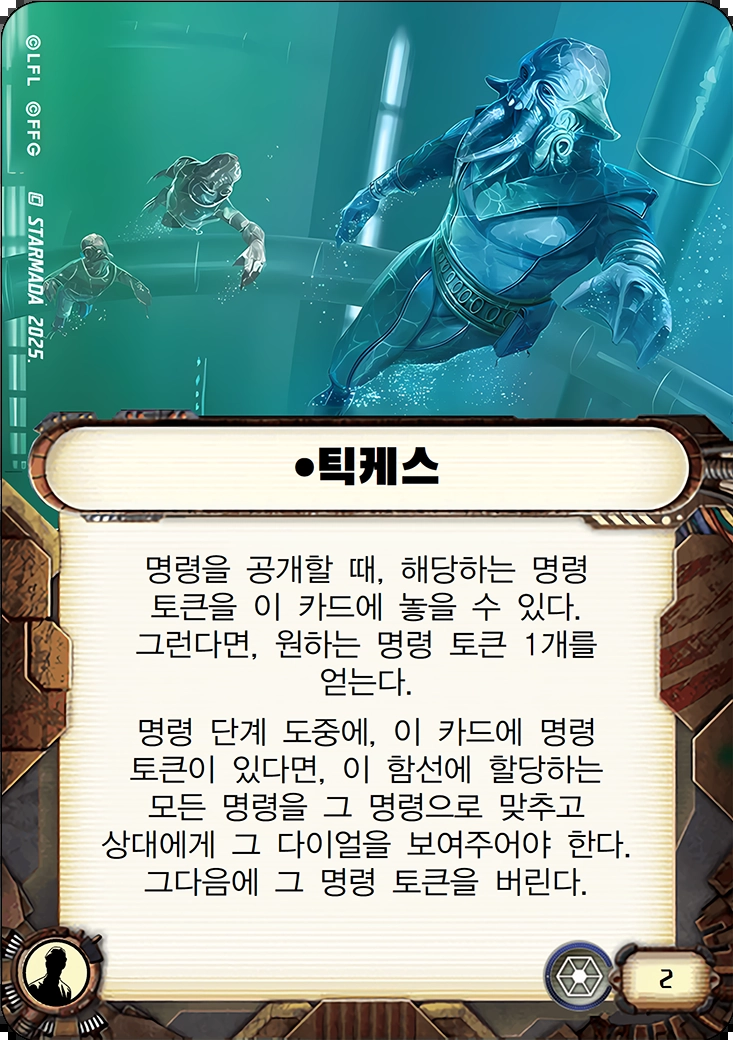 ©LFL ©FFG
STARMADA 2025.
•틱케스
명령을 공개할 때, 해당하는 명령
토큰을 이 카드에 놓을 수 있다.
그런다면, 원하는 명령 토큰 1개를
얻는다.
명령 단계 도중에, 이 카드에 명령
토큰이 있다면, 이 함선에 할당하는
모든 명령을 그 명령으로 맞추고
상대에게 그 다이얼을 보여주어야 한다.
그다음에 그 명령 토큰을 버린다.
2